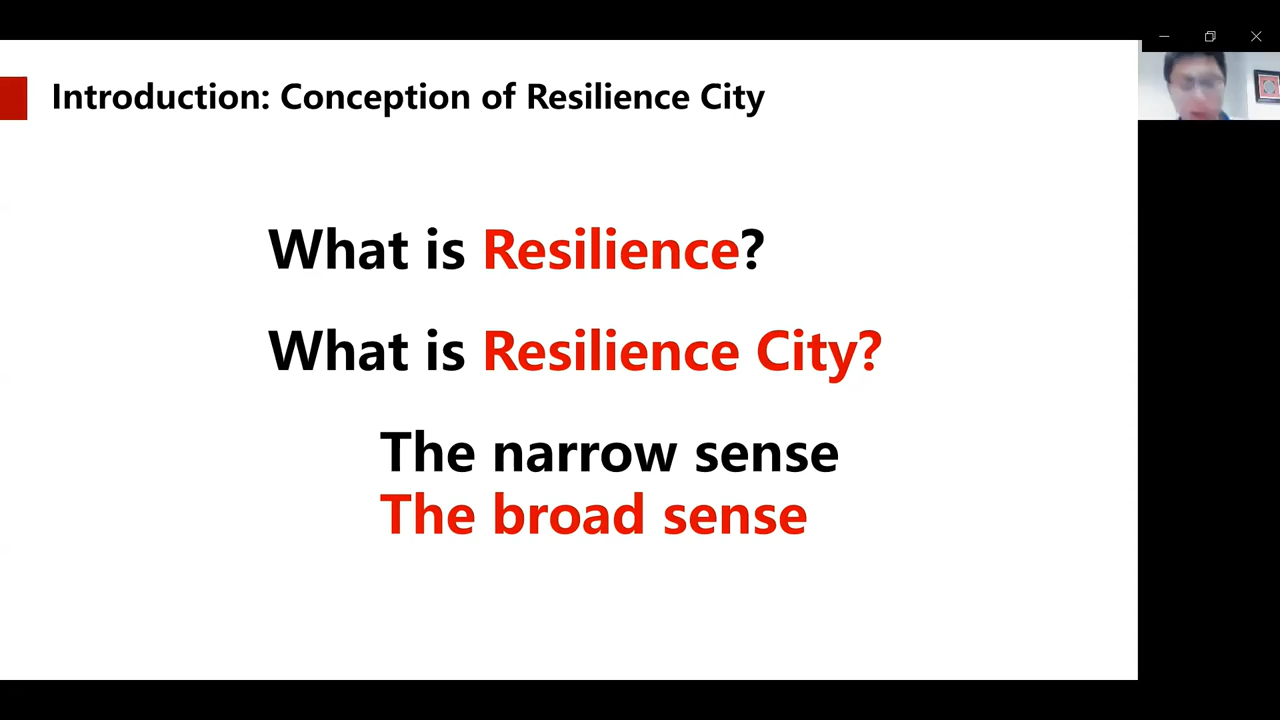 Introduction: Conception of Resilience City
What is Resilience?
What is Resilience City?
The narrow sense
The broad sense